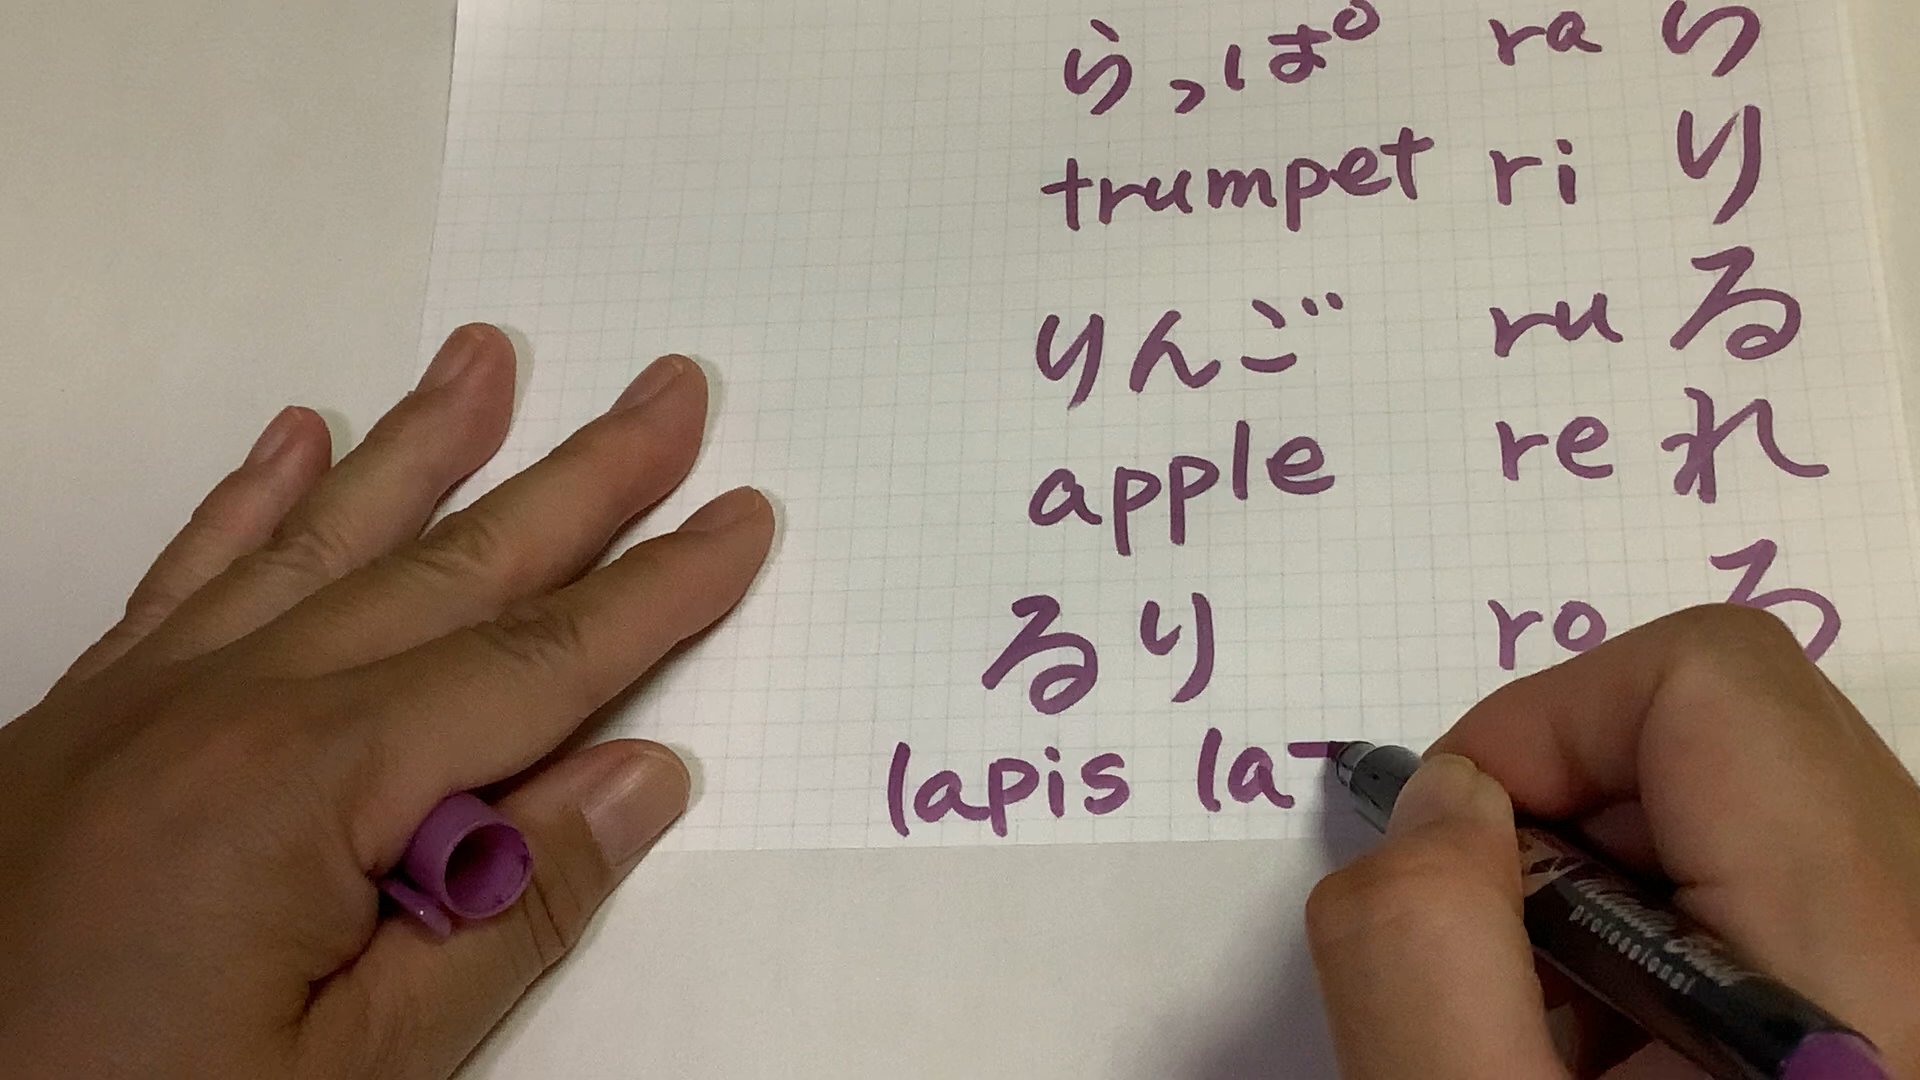 らっぱ ra ら
trumpet ri り
りんご ru る
apple re れ
るり ro
lapis la
professional